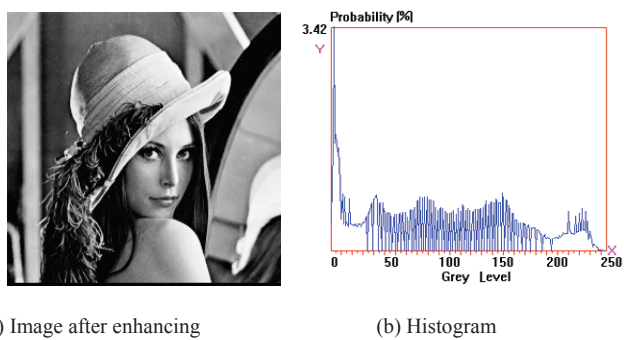 Probability [%]
3.42
Y
0 50 100 150 200 250
X
Grey Level
) Image after enhancing
(b) Histogram